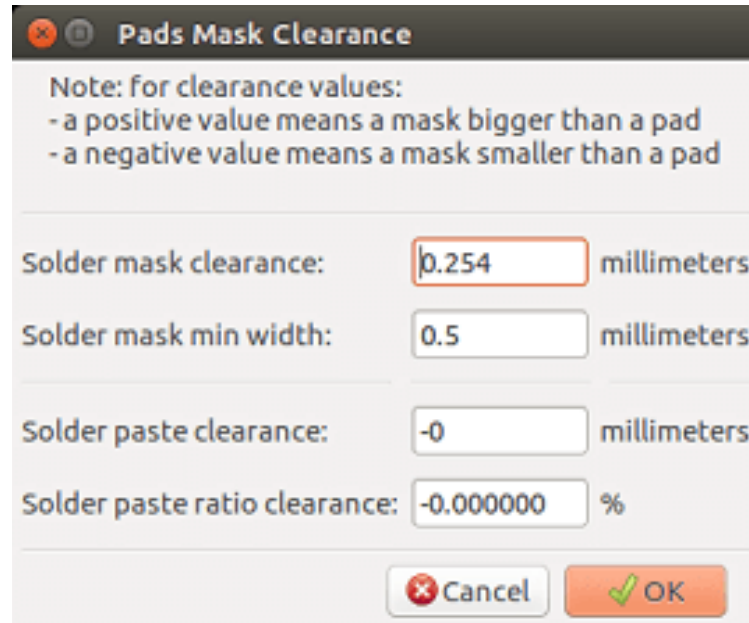 Pads Mask Clearance
Note: for clearance values:
- a positive value means a mask bigger than a pad
- a negative value means a mask smaller than a pad
Solder mask clearance: 0.254 millimeters
Solder mask min width: 0.5 millimeters
Solder paste clearance: -0 millimeters
Solder paste ratio clearance: -0.000000 %
Cancel OK